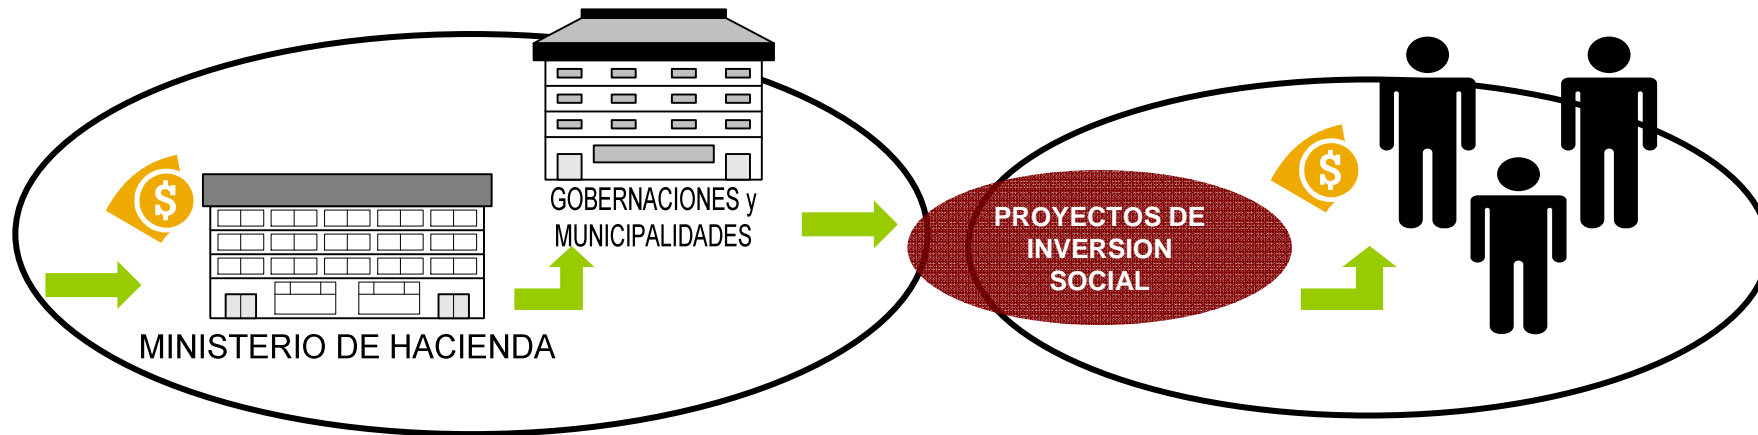 $
MINISTERIO DE HACIENDA
GOBERNACIONES y
MUNICIPALIDADES
PROYECTOS DE
INVERSION
SOCIAL
$